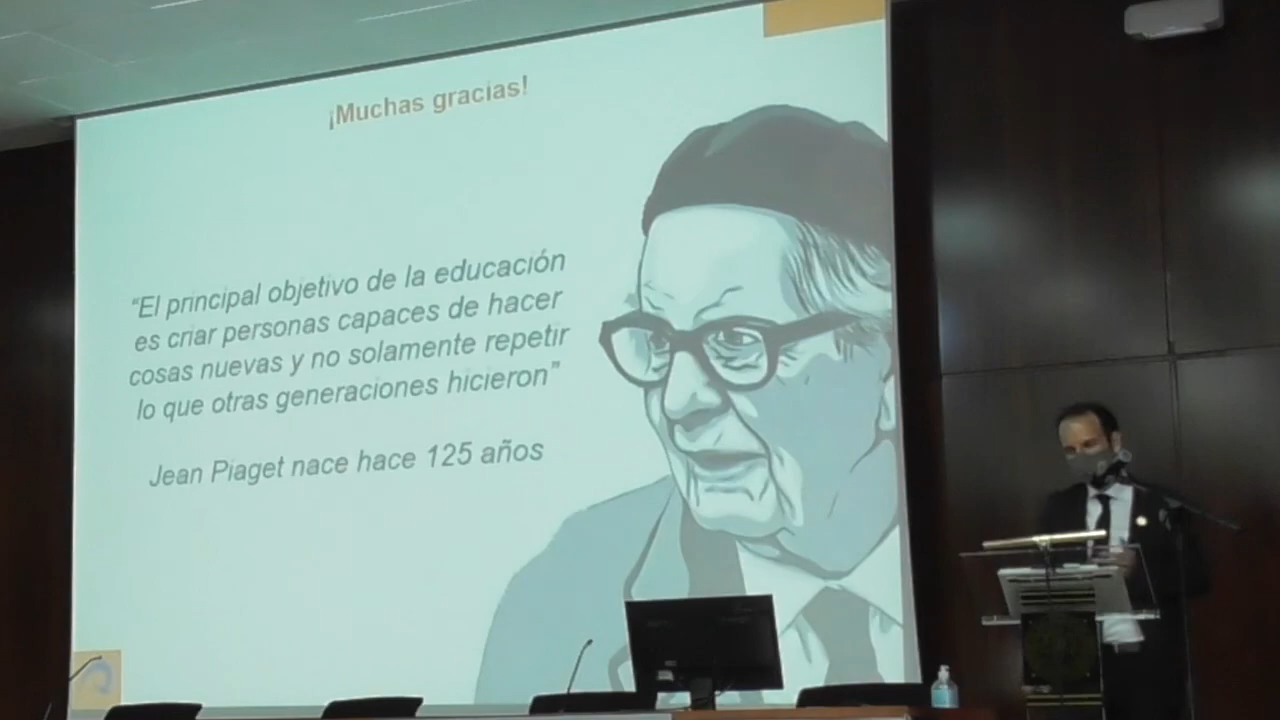 ¡Muchas gracias!
“El principal objetivo de la educación
es criar personas capaces de hacer
cosas nuevas y no solamente repetir
lo que otras generaciones hicieron”
Jean Piaget nace hace 125 años